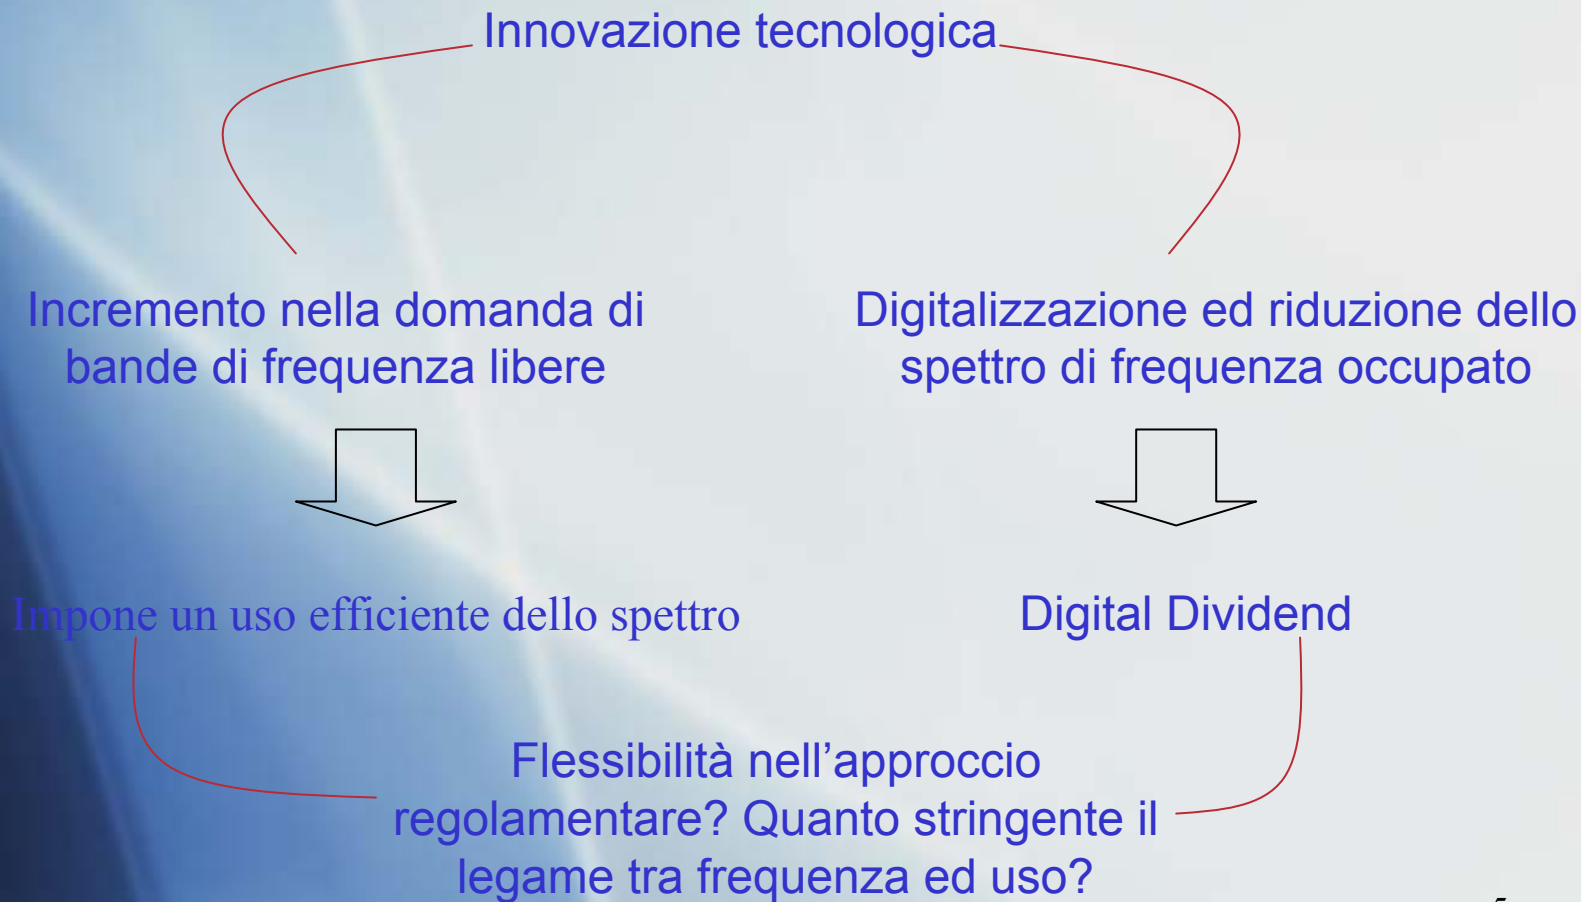 Innovazione tecnologica
Incremento nella domanda di
bande di frequenza libere
Digitalizzazione ed riduzione dello
spettro di frequenza occupato
Impone un uso efficiente dello spettro
Digital Dividend
Flessibilità nell’approccio
regolamentare? Quanto stringente il
legame tra frequenza ed uso?